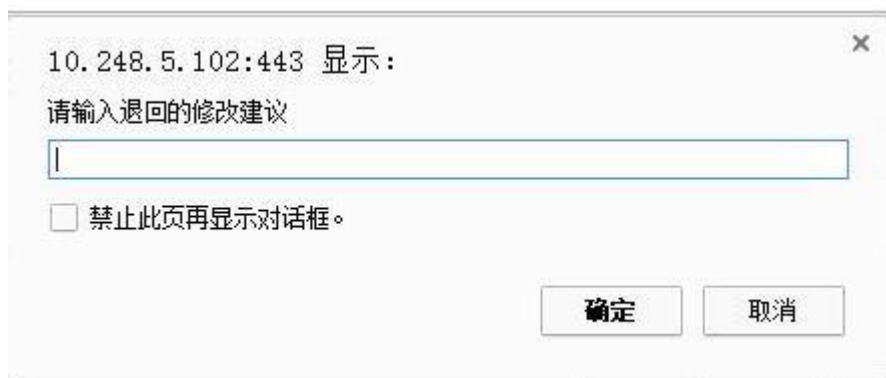 10.248.5.102:443 显示：
请输入退回的修改建议
禁止此页再显示对话框。
确定 取消